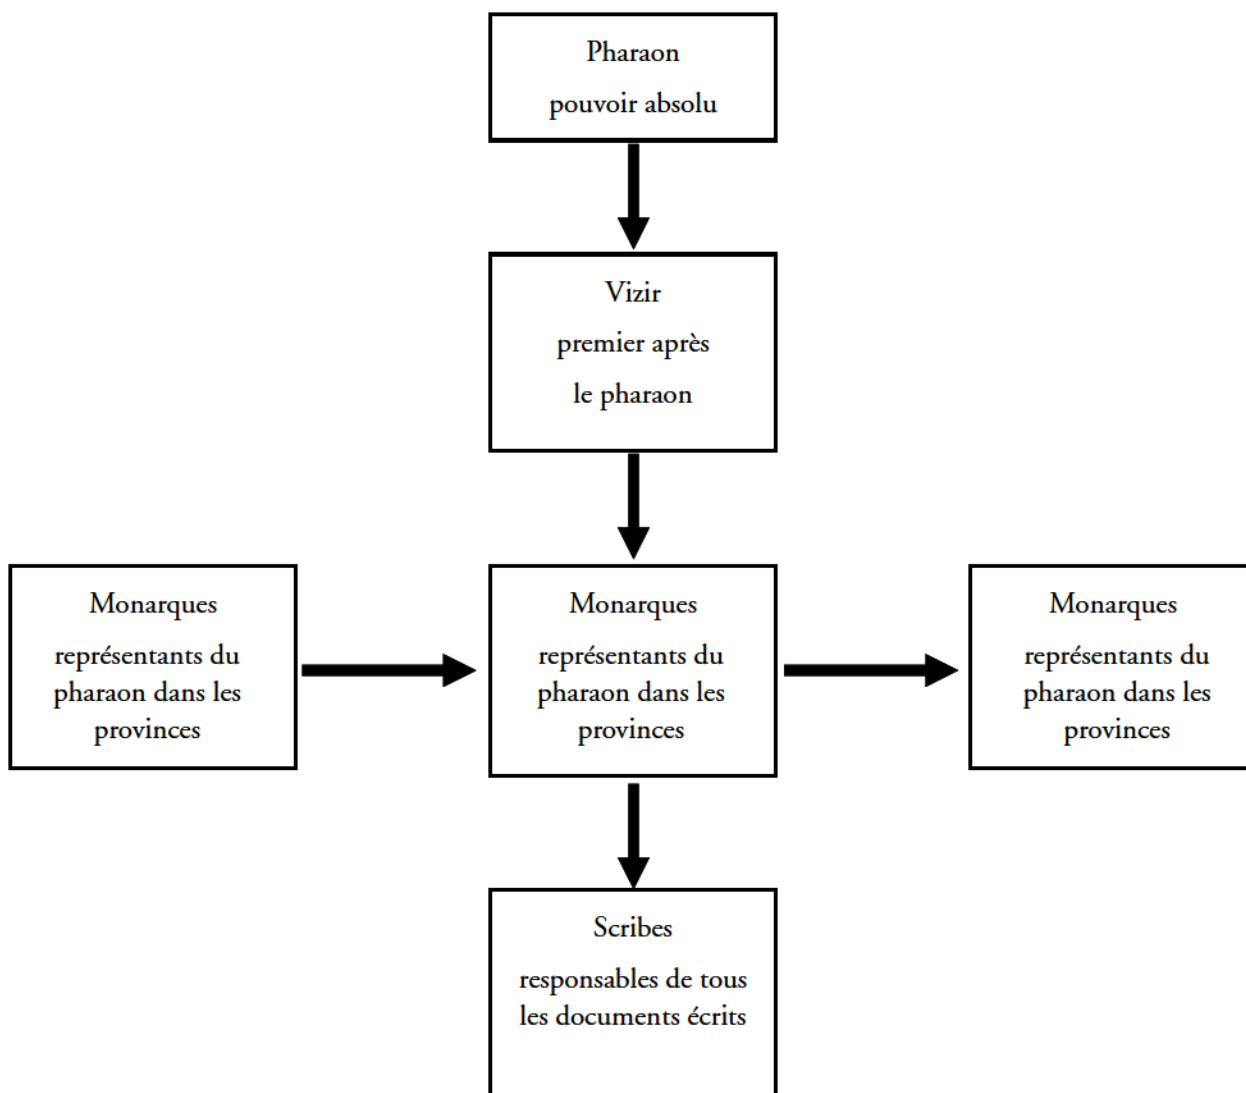 Pharaon
pouvoir absolu
Vizir
premier après
le pharaon
Monarques
représentants du
pharaon dans les
provinces
Monarques
représentants du
pharaon dans les
provinces
Monarques
représentants du
pharaon dans les
provinces
Scribes
responsables de tous
les documents écrits